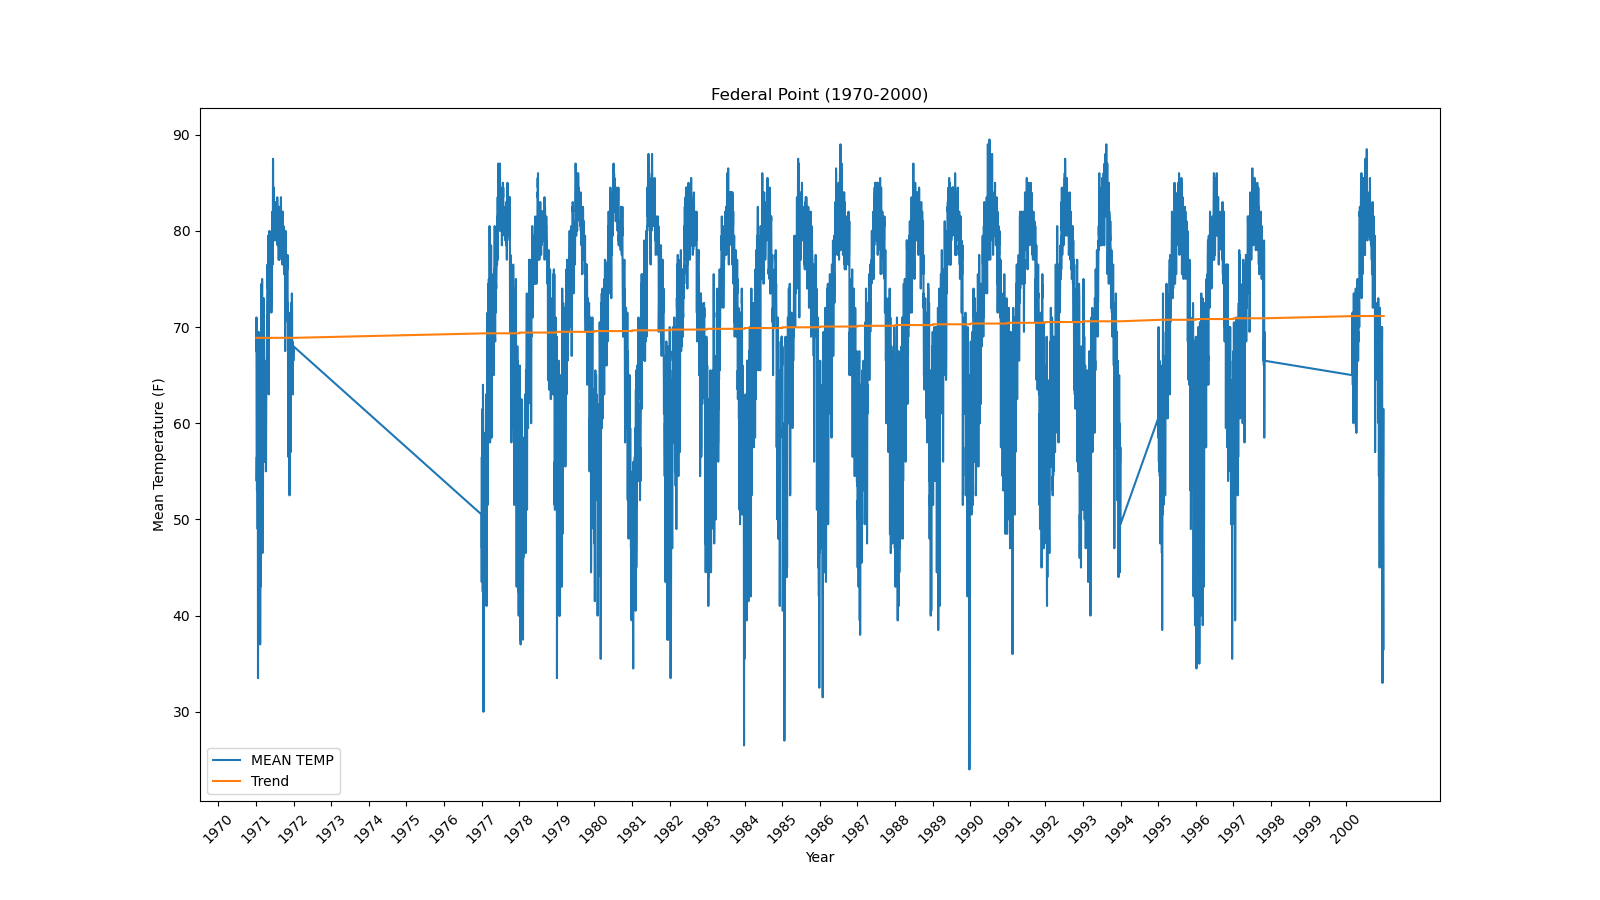 Federal Point (1970-2000)
90
80
70
60
50
40
30
Mean Temperature (F)
MEAN TEMP
Trend
1970 1971 1972 1973 1974 1975 1976 1977 1978 1979 1980 1981 1982 1983 1984 1985 1986 1987 1988 1989 1990 1991 1992 1993 1994 1995 1996 1997 1998 1999 2000
Year